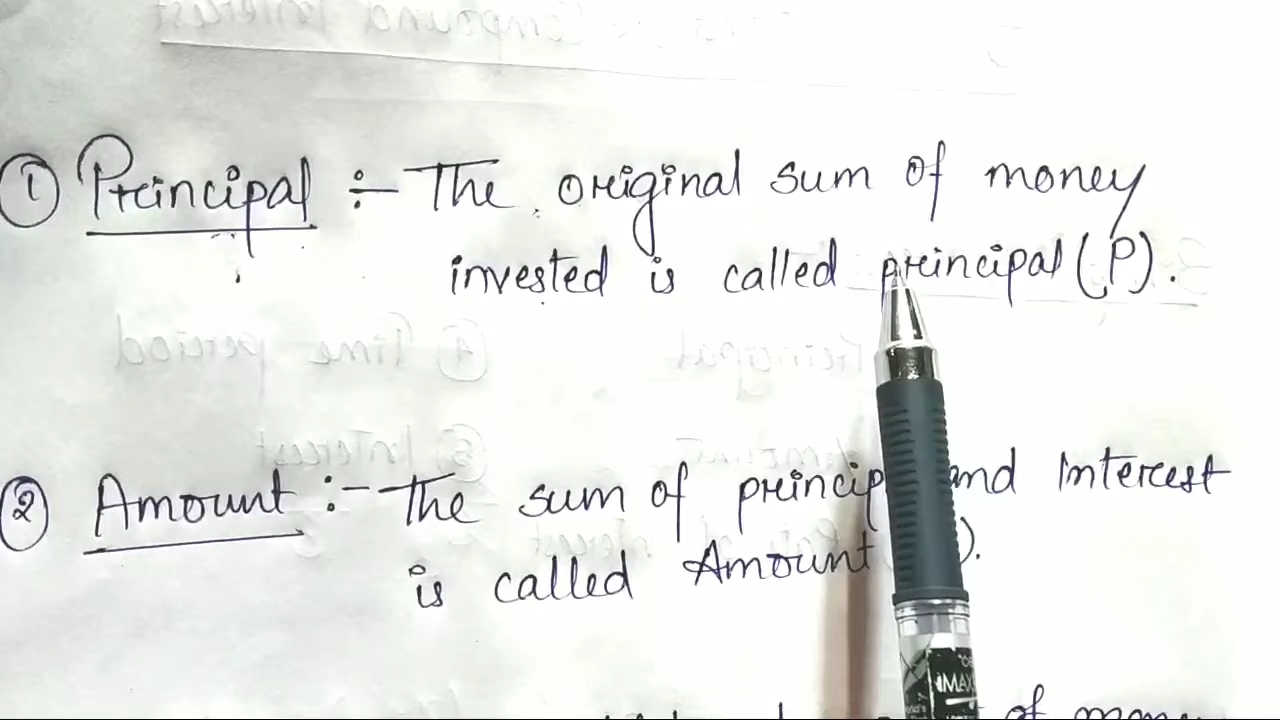 ① Principal :- The original sum of money
invested is called principal (P).
② Amount :- The sum of and Interest
is called Amount
of